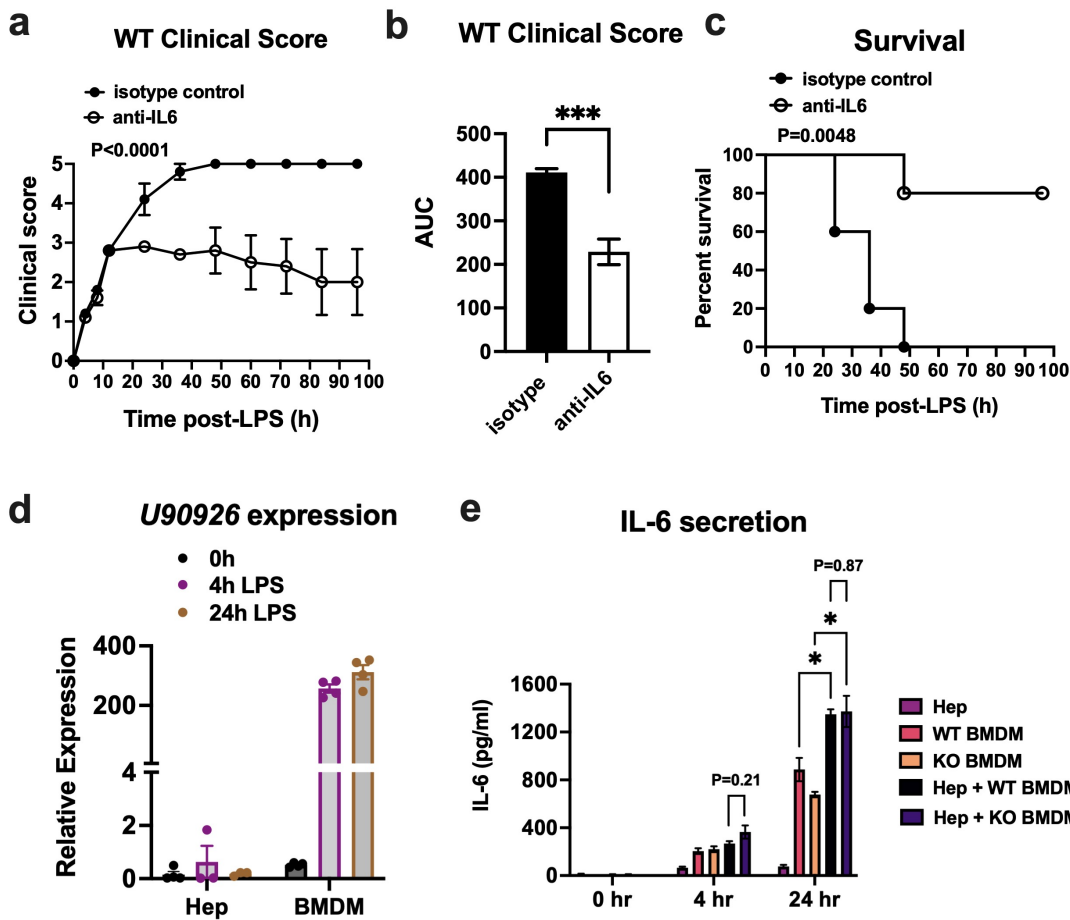 a
WT Clinical Score
isotype control
anti-IL6
P<0.0001
Clinical score
5
4
3
2
1
0
0 10 20 30 40 50 60 70 80 90 100
Time post-LPS (h)
b
WT Clinical Score
***
AUC
500
400
300
200
100
0
isotype
anti-IL6
c
Survival
isotype control
anti-IL6
P=0.0048
Percent survival
100
80
60
40
20
0
0 10 20 30 40 50 60 70 80 90 100
Time post-LPS (h)
d
U90926 expression
0h
4h LPS
24h LPS
Relative Expression
400
200
4
2
0
Hep BMDM
e
IL-6 secretion
P=0.87
*
*
P=0.21
IL-6 (pg/ml)
1600
1200
800
400
0
0 hr 4 hr 24 hr
Hep
WT BMDM
KO BMDM
Hep + WT BMDM
Hep + KO BMDM